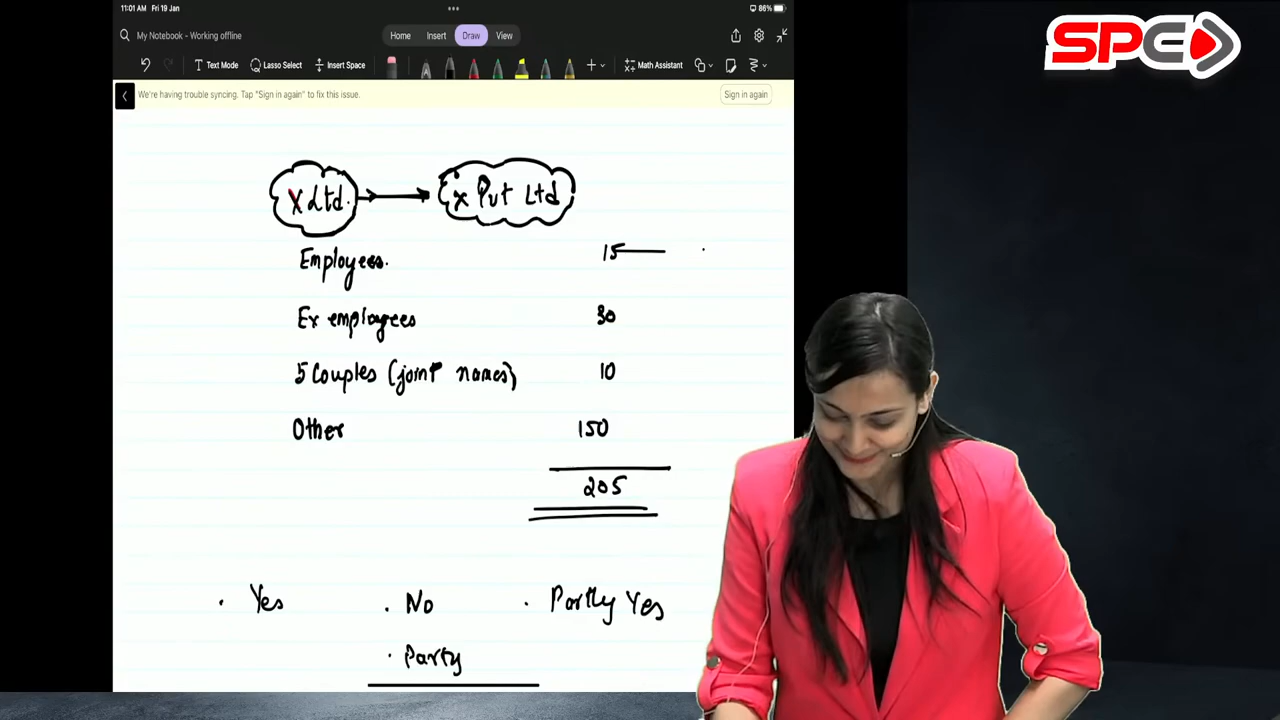 11:01 AM Fri 19 Jan
86%
My Notebook - Working offline
Home Insert Draw View
Text Mode Lasso Select Insert Space Math Assistant
We're having trouble syncing. Tap "Sign in again" to fix this issue.
Sign in again
SPC
X Ltd. x Pvt Ltd
Employees. 15
Ex employees 30
5 Couples (joint names) 10
Other 150
205
. Yes . No . Partly Yes
. Party